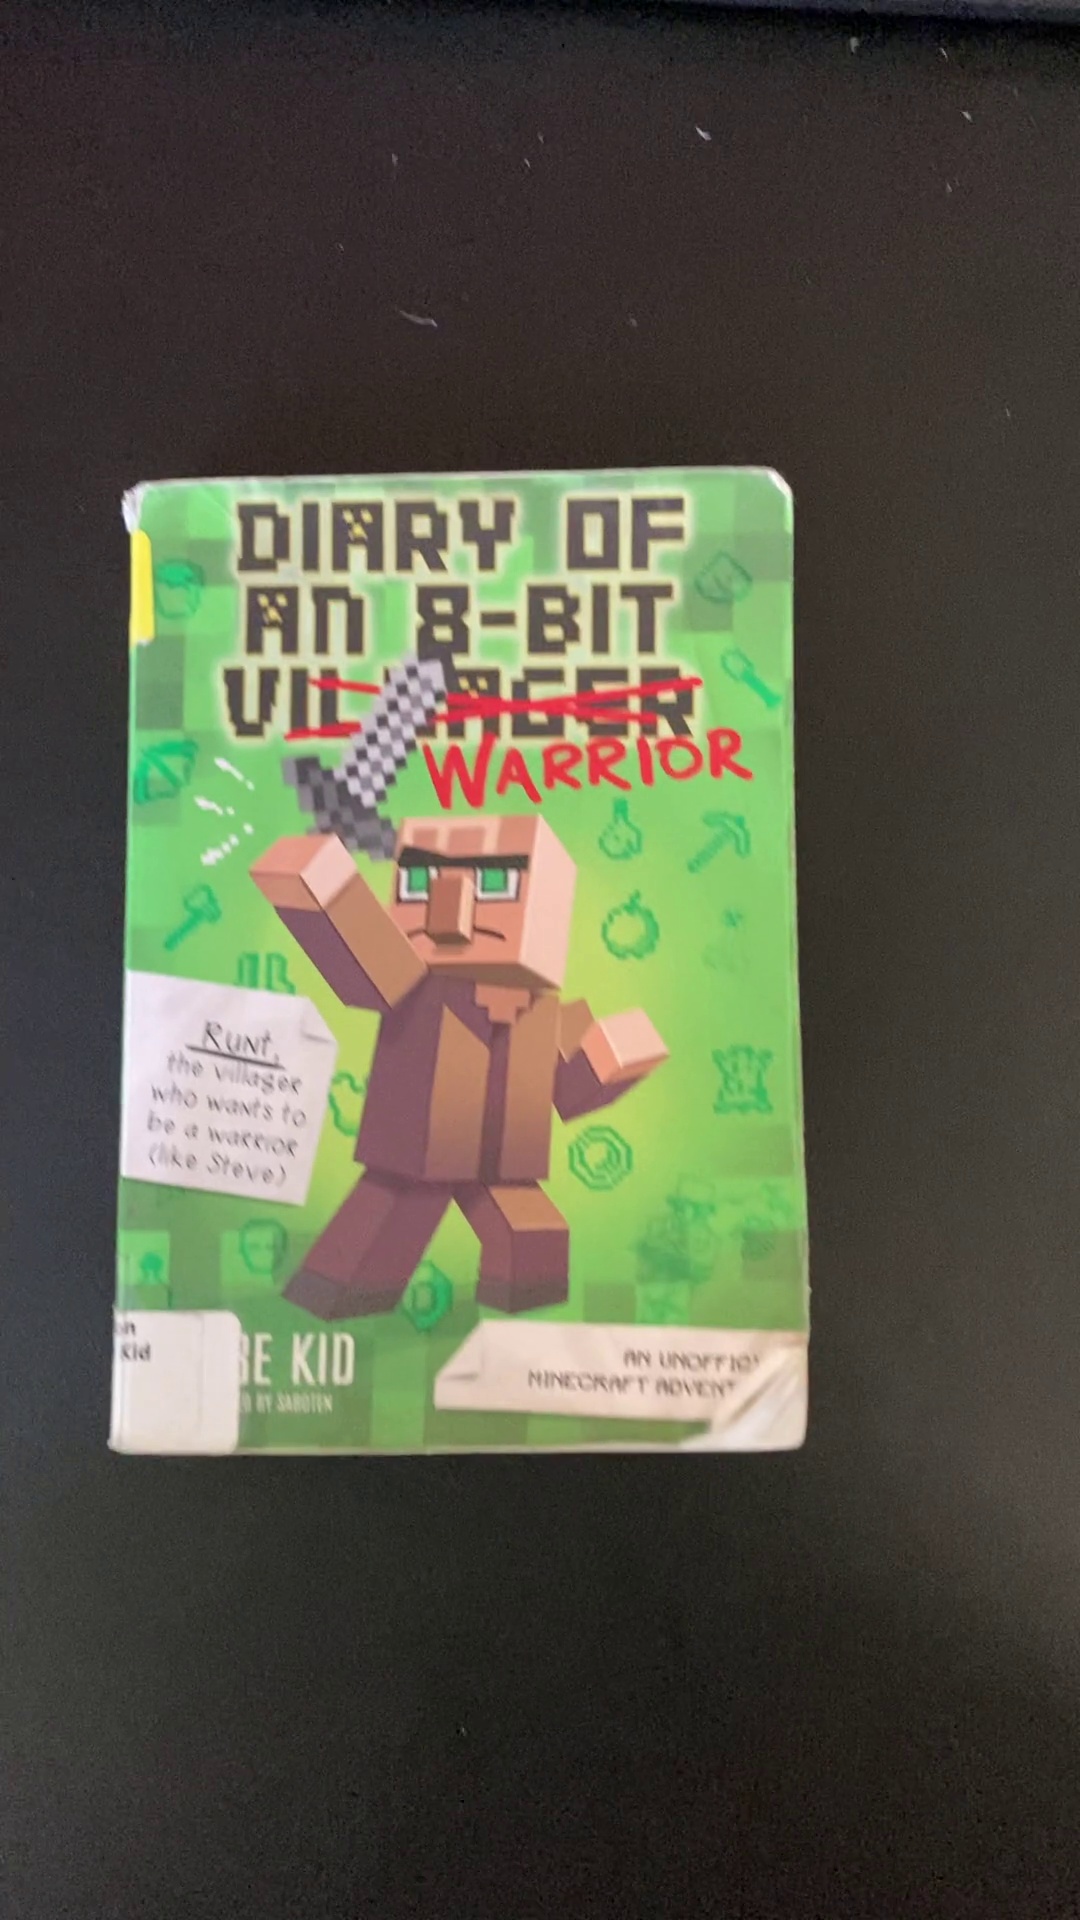 DIARY OF
AN 8-BIT
VILLAGER
WARRIOR
Runt,
the villager
who wants to
be a warrior
(like Steve)
Kid
BE KID
BY SABOTEN
AN UNOFFIC
MINECRAFT ADVENT